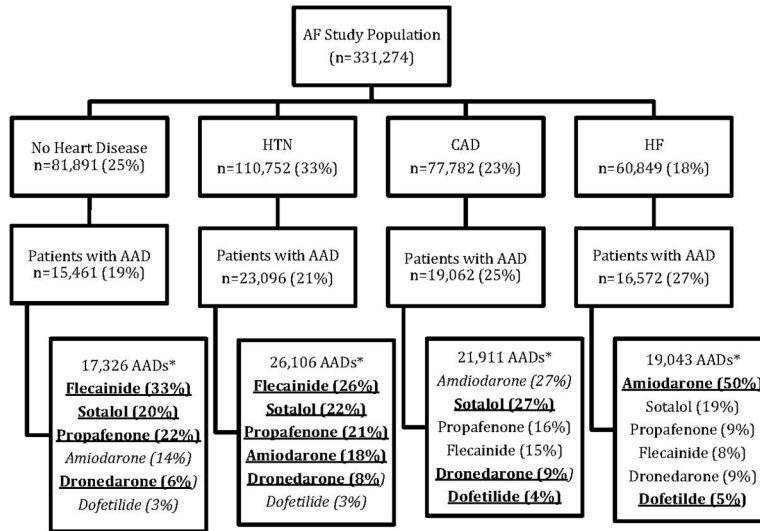 AF Study Population
(n=331,274)
No Heart Disease
n=81,891 (25%)
HTN
n=110,752 (33%)
CAD
n=77,782 (23%)
HF
n=60,849 (18%)
Patients with AAD
n=15,461 (19%)
Patients with AAD
n=23,096 (21%)
Patients with AAD
n=19,062 (25%)
Patients with AAD
n=16,572 (27%)
17,326 AADs*
Flecainide (33%)
Sotalol (20%)
Propafenone (22%)
Amiodarone (14%)
Dronedarone (6%)
Dofetilide (3%)
26,106 AADs*
Flecainide (26%)
Sotalol (22%)
Propafenone (21%)
Amiodarone (18%)
Dronedarone (8%)
Dofetilide (3%)
21,911 AADs*
Amdiodarone (27%)
Sotalol (27%)
Propafenone (16%)
Flecainide (15%)
Dronedarone (9%)
Dofetilide (4%)
19,043 AADs*
Amiodarone (50%)
Sotalol (19%)
Propafenone (9%)
Flecainide (8%)
Dronedarone (9%)
Dofetilde (5%)